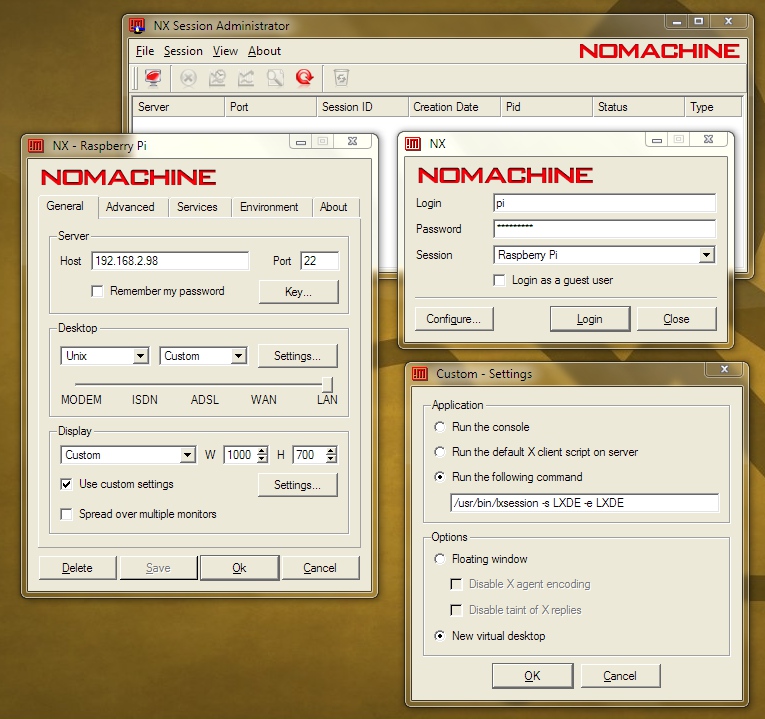 NX Session Administrator
File Session View About
NOMACHINE
Server Port Session ID Creation Date Pid Status Type
NX - Raspberry Pi
NOMACHINE
General Advanced Services Environment About
Server
Host 192.168.2.98 Port 22
Remember my password Key...
Desktop
Unix Custom Settings...
MODEM ISDN ADSL WAN LAN
Display
Custom W 1000 H 700
Use custom settings Settings...
Spread over multiple monitors
Delete Save Ok Cancel
NX
NOMACHINE
Login pi
Password *********
Session Raspberry Pi
Login as a guest user
Configure... Login Close
Custom - Settings
Application
Run the console
Run the default X client script on server
Run the following command
/usr/bin/lxsession -s LXDE -e LXDE
Options
Floating window
Disable X agent encoding
Disable taint of X replies
New virtual desktop
OK Cancel